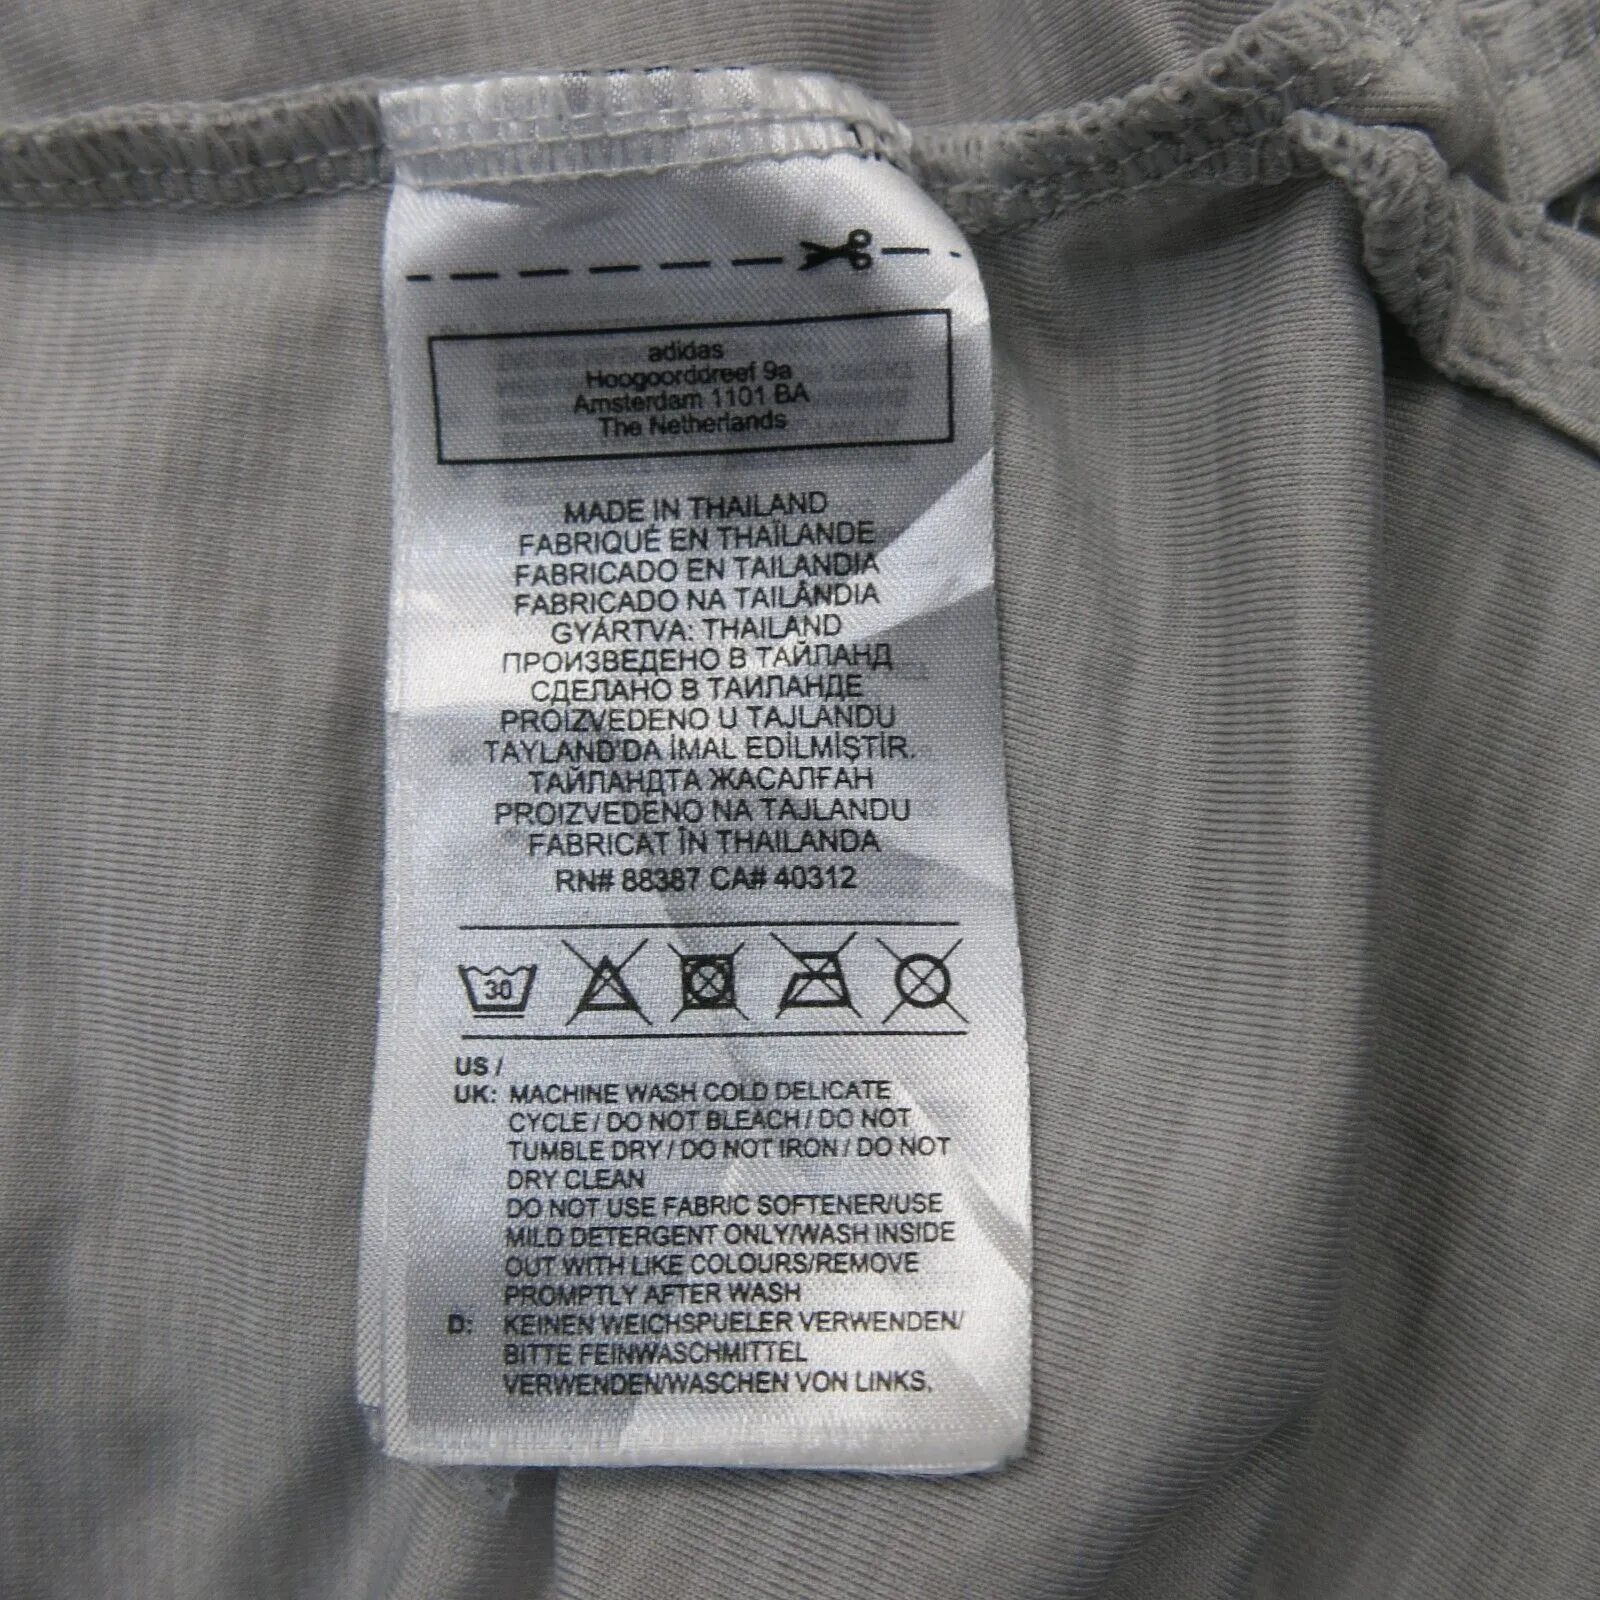 adidas
Hoogoorddreef 9a
Amsterdam 1101 BA
The Netherlands
MADE IN THAILAND
FABRIQUÉ EN THAÏLANDE
FABRICADO EN TAILANDIA
FABRICADO NA TAILÂNDIA
GYÁRTVA: THAILAND
ПРОИЗВЕДЕНО В ТАЙЛАНД
СДЕЛАНО В ТАИЛАНДЕ
PROIZVEDENO U TAJLANDU
TAYLAND'DA İMAL EDİLMİŞTİR.
ТАЙЛАНДТА ЖАСАЛҒАН
PROIZVEDENO NA TAJLANDU
FABRICAT ÎN THAILANDA
RN# 88387 CA# 40312
30
US /
UK: MACHINE WASH COLD DELICATE
CYCLE / DO NOT BLEACH / DO NOT
TUMBLE DRY / DO NOT IRON / DO NOT
DRY CLEAN
DO NOT USE FABRIC SOFTENER/USE
MILD DETERGENT ONLY/WASH INSIDE
OUT WITH LIKE COLOURS/REMOVE
PROMPTLY AFTER WASH
D: KEINEN WEICHSPUELER VERWENDEN/
BITTE FEINWASCHMITTEL
VERWENDEN/WASCHEN VON LINKS,